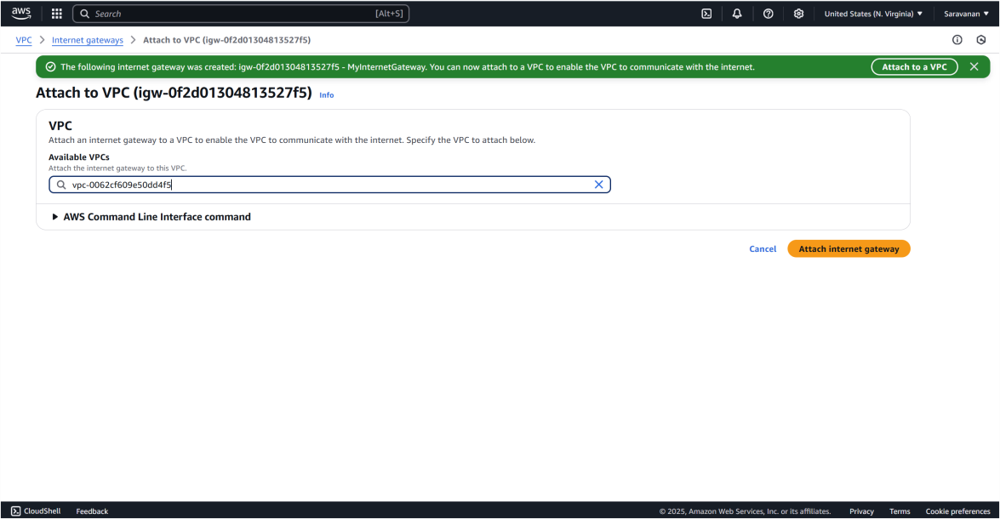 aws Search [Alt+S] United States (N. Virginia) ▼ Saravanan ▼
VPC > Internet gateways > Attach to VPC (igw-0f2d01304813527f5)
The following internet gateway was created: igw-0f2d01304813527f5 - MyInternetGateway. You can now attach to a VPC to enable the VPC to communicate with the internet. Attach to a VPC
Attach to VPC (igw-0f2d01304813527f5) Info
VPC
Attach an internet gateway to a VPC to enable the VPC to communicate with the internet. Specify the VPC to attach below.
Available VPCs
Attach the internet gateway to this VPC.
vpc-0062cf609e50dd4f5
AWS Command Line Interface command
Cancel Attach internet gateway
CloudShell Feedback © 2025, Amazon Web Services, Inc. or its affiliates. Privacy Terms Cookie preferences